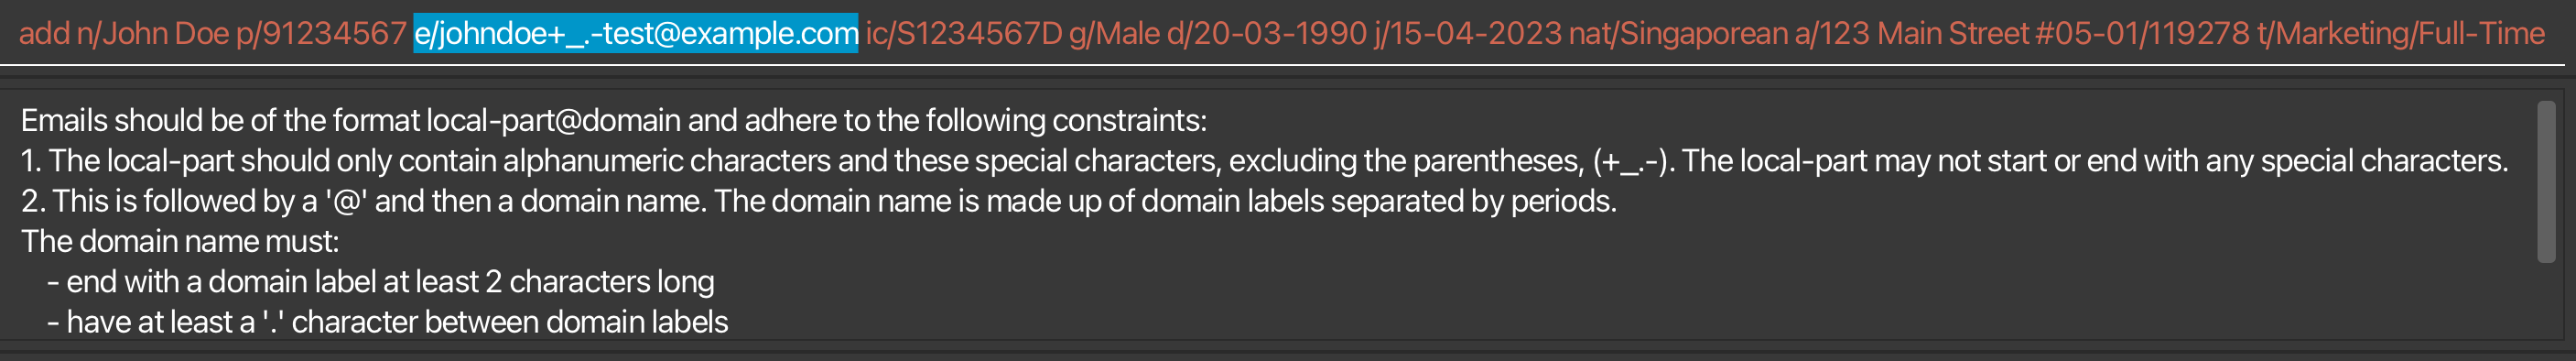 add n/John Doe p/91234567 e/johndoe+_.-test@example.com ic/S1234567D g/Male d/20-03-1990 j/15-04-2023 nat/Singaporean a/123 Main Street #05-01/119278 t/Marketing/Full-Time
Emails should be of the format local-part@domain and adhere to the following constraints:
1. The local-part should only contain alphanumeric characters and these special characters, excluding the parentheses, (+_.-). The local-part may not start or end with any special characters.
2. This is followed by a '@' and then a domain name. The domain name is made up of domain labels separated by periods.
The domain name must:
- end with a domain label at least 2 characters long
- have at least a '.' character between domain labels